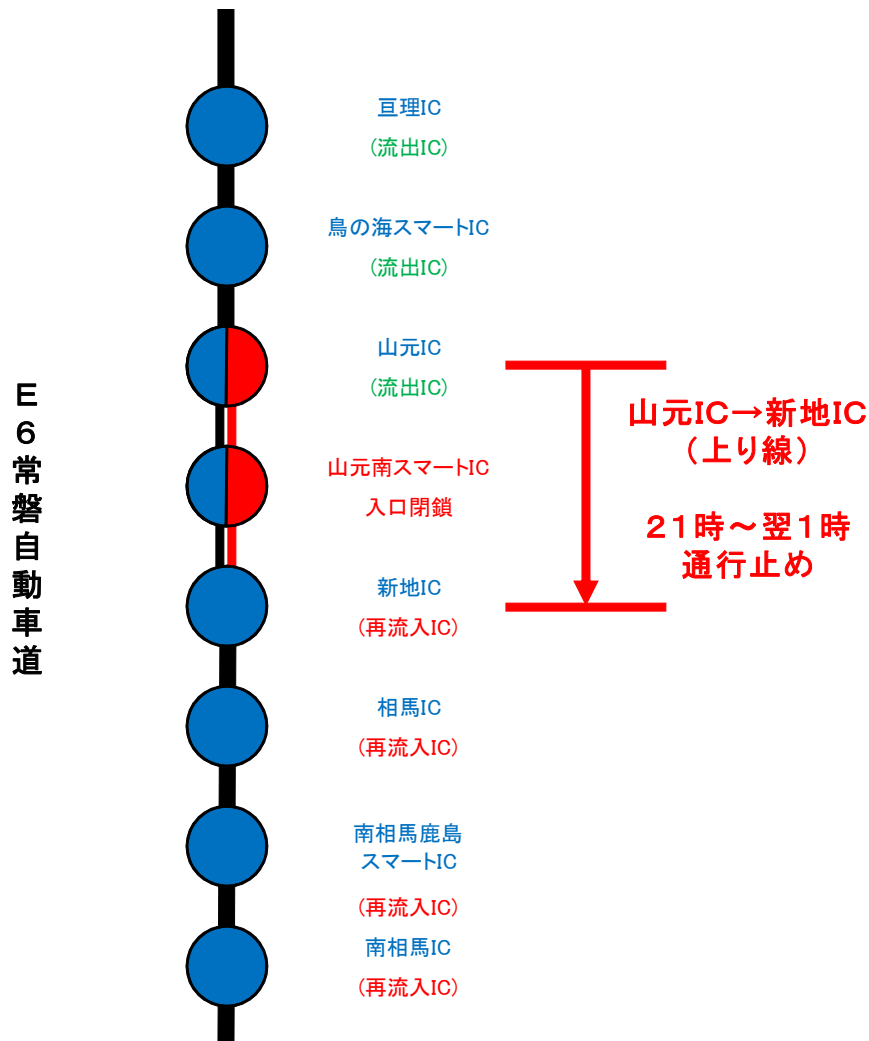 E6常磐自動車道
亘理IC
(流出IC)
鳥の海スマートIC
(流出IC)
山元IC
(流出IC)
山元南スマートIC
入口閉鎖
新地IC
(再流入IC)
相馬IC
(再流入IC)
南相馬鹿島
スマートIC
(再流入IC)
南相馬IC
(再流入IC)
山元IC→新地IC
(上り線)
21時~翌1時
通行止め